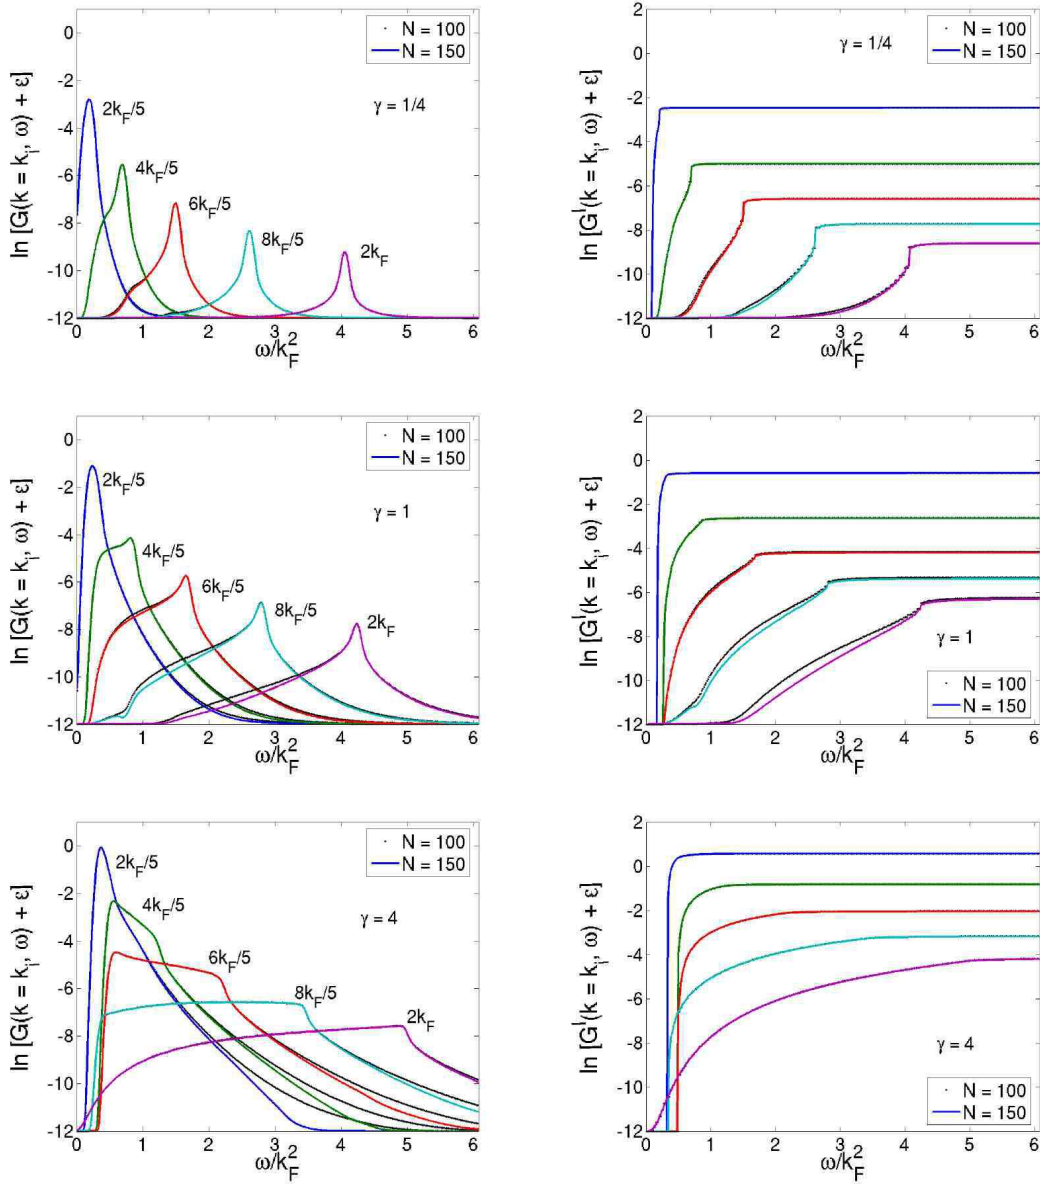 ln [G(k = k_i, ω) + ε]
0
-2
-4
-6
-8
-10
-12
N = 100
N = 150
γ = 1/4
2k_F/5
4k_F/5
6k_F/5
8k_F/5
2k_F
0 1 2 3 4 5 6
ω/k_F^2
ln [G^I(k = k_i, ω) + ε]
2
0
-2
-4
-6
-8
-10
-12
N = 100
N = 150
γ = 1/4
0 1 2 3 4 5 6
ω/k_F^2
ln [G(k = k_i, ω) + ε]
0
-2
-4
-6
-8
-10
-12
N = 100
N = 150
2k_F/5
γ = 1
4k_F/5
6k_F/5
8k_F/5
2k_F
0 1 2 3 4 5 6
ω/k_F^2
ln [G^I(k = k_i, ω) + ε]
2
0
-2
-4
-6
-8
-10
-12
γ = 1
N = 100
N = 150
0 1 2 3 4 5 6
ω/k_F^2
ln [G(k = k_i, ω) + ε]
0
-2
-4
-6
-8
-10
-12
N = 100
N = 150
2k_F/5
4k_F/5
γ = 4
6k_F/5
8k_F/5
2k_F
0 1 2 3 4 5 6
ω/k_F^2
ln [G^I(k = k_i, ω) + ε]
2
0
-2
-4
-6
-8
-10
-12
γ = 4
N = 100
N = 150
0 1 2 3 4 5 6
ω/k_F^2